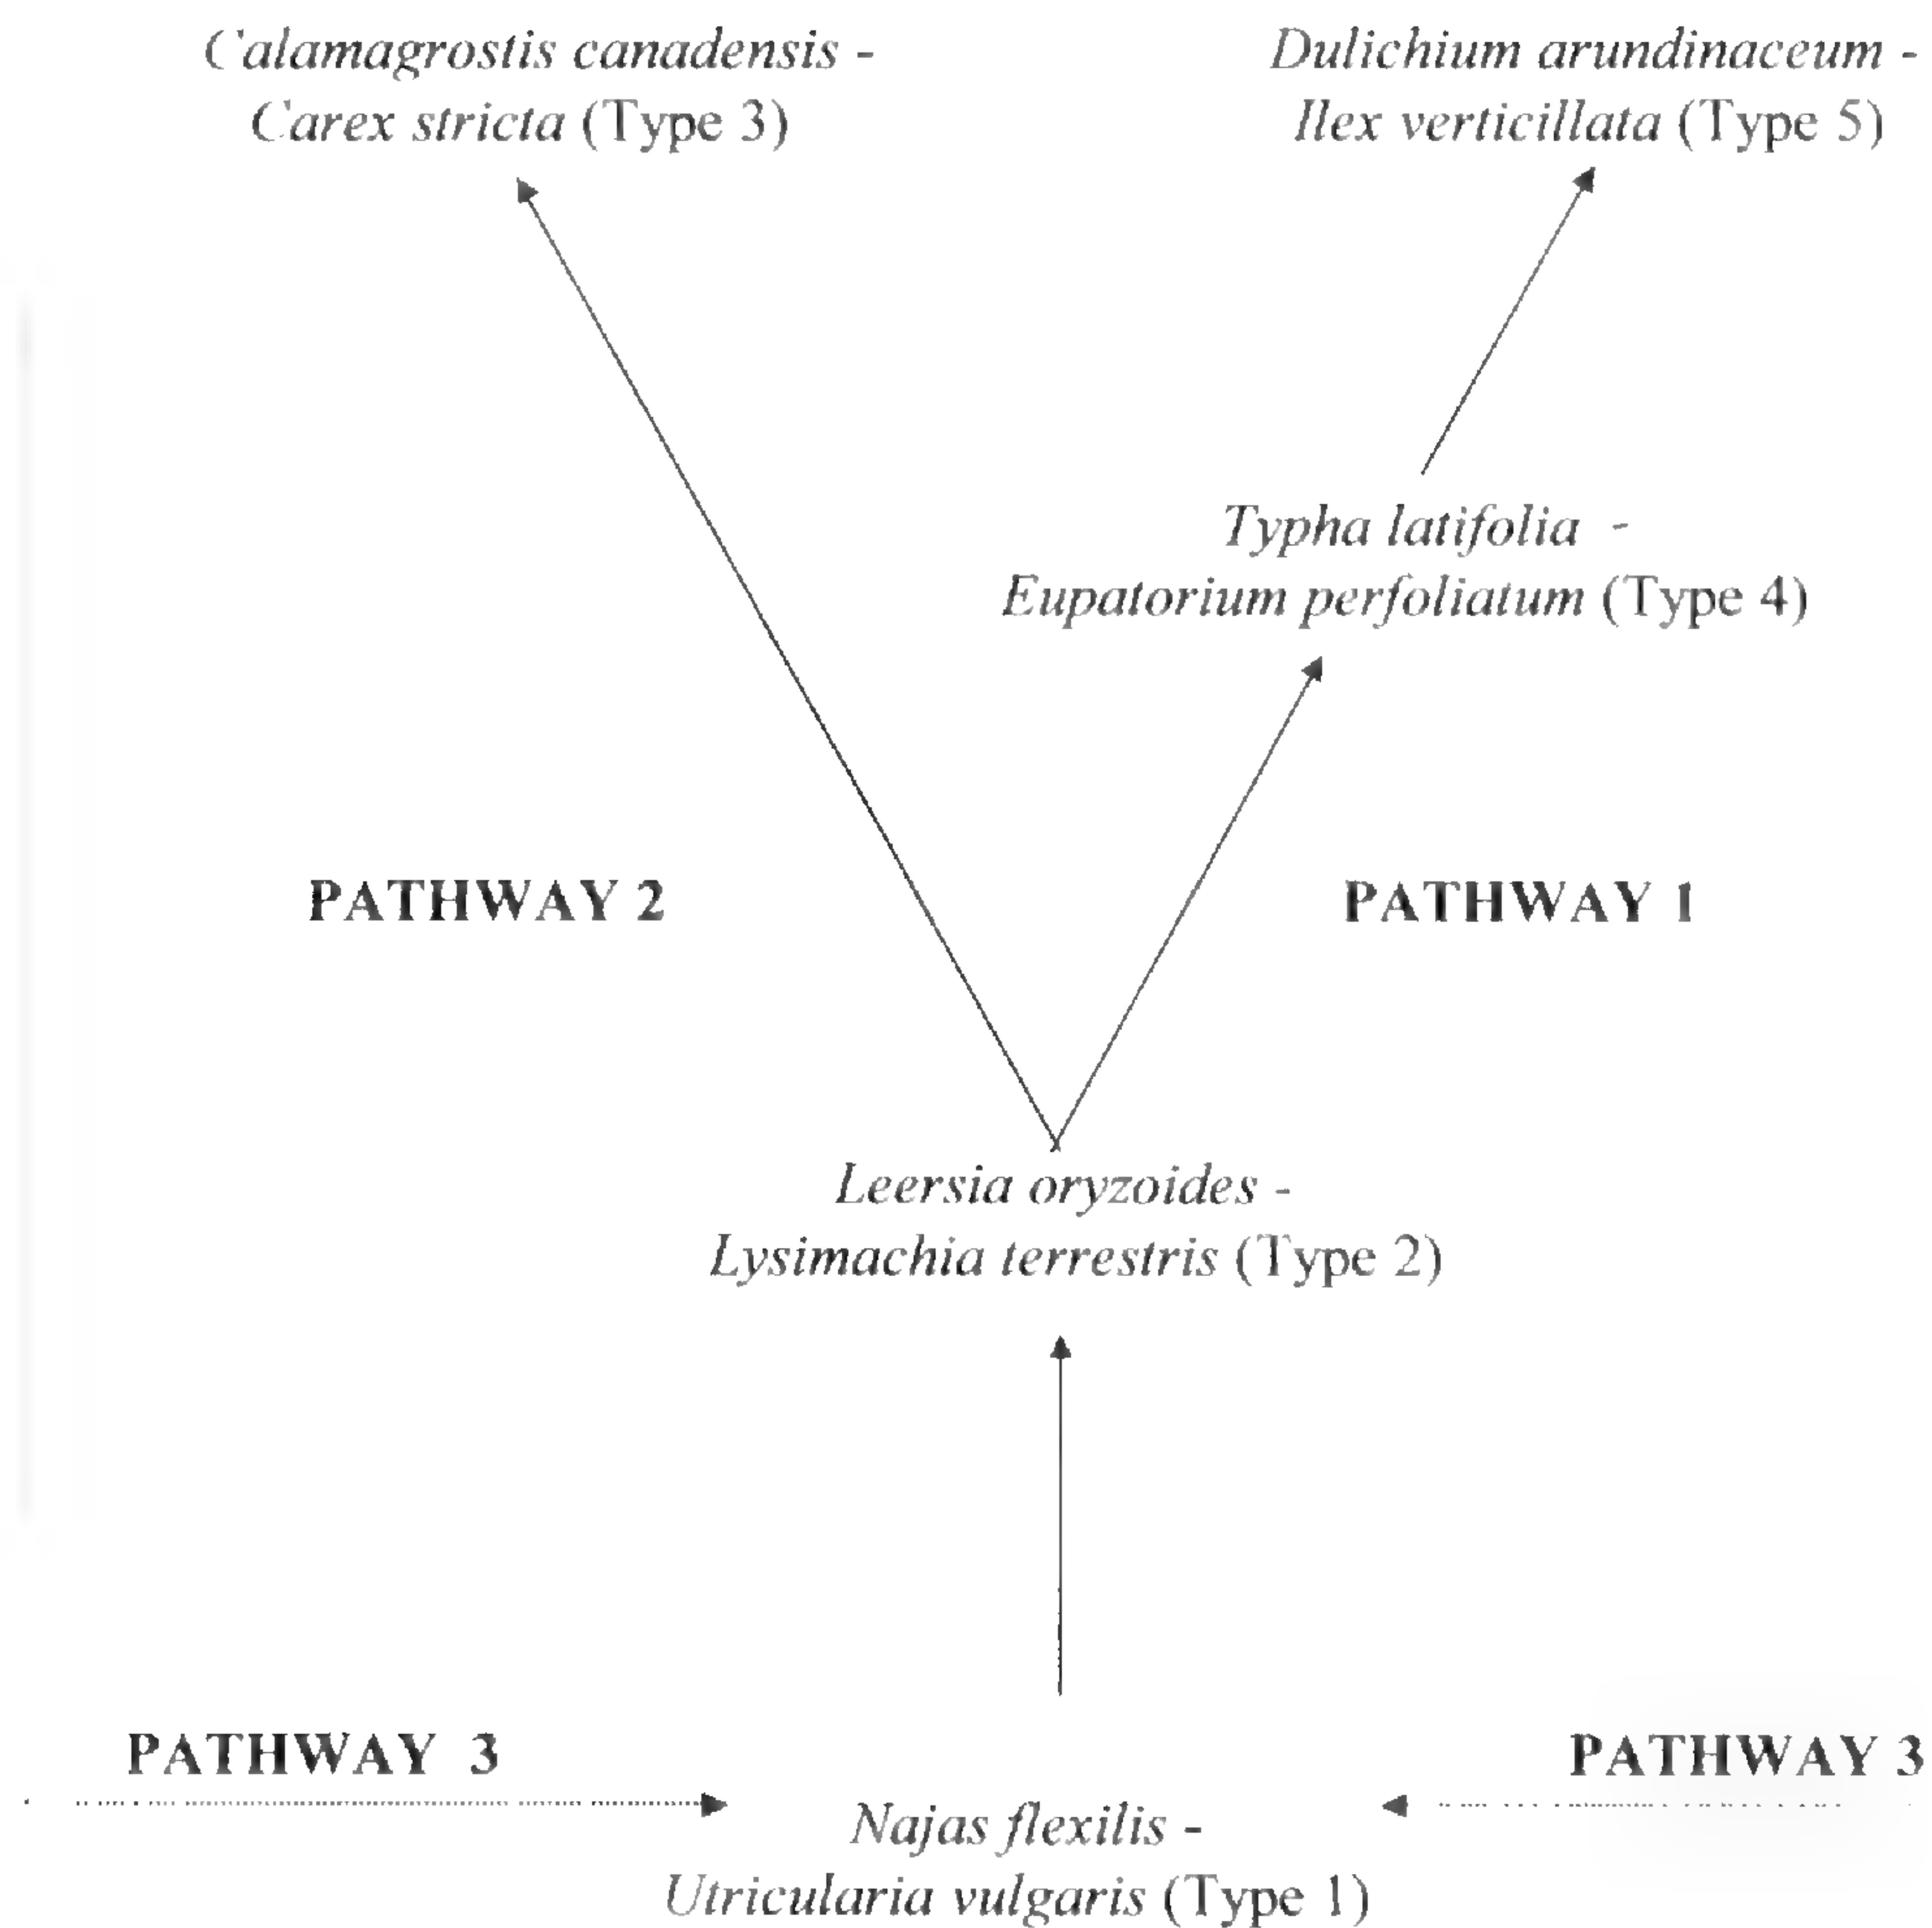 Calamagrostis canadensis -
Carex stricta (Type 3)
Dulichium arundinaceum -
Ilex verticillata (Type 5)
Typha latifolia -
Eupatorium perfoliatum (Type 4)
PATHWAY 2
PATHWAY 1
Leersia oryzoides -
Lysimachia terrestris (Type 2)
PATHWAY 3
PATHWAY 3
Najas flexilis -
Utricularia vulgaris (Type 1)